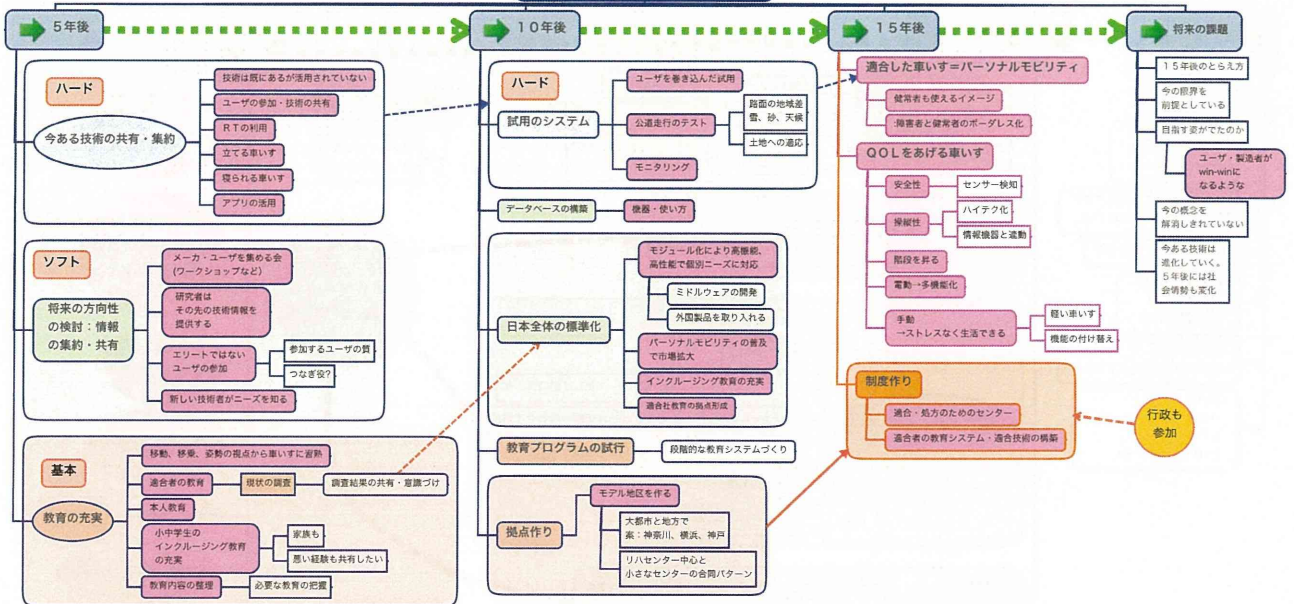 5年後
10年後
15年後
将来の課題
ハード
今ある技術の共有・集約
技術は既にあるが活用されていない
ユーザの参加・技術の共有
RTの利用
立てる車いす
寝られる車いす
アプリの活用
ソフト
将来の方向性
の検討：情報
の集約・共有
メーカ・ユーザを集める会
(ワークショップなど)
研究者は
その先の技術情報を
提供する
エリートではない
ユーザの参加
参加するユーザの質
つなぎ役?
新しい技術者がニーズを知る
基本
教育の充実
移動、移乗、姿勢の視点から車いすに習熟
適合者の教育
現状の調査
調査結果の共有・意識づけ
本人教育
小中学生の
インクルージング教育
の充実
家族も
悪い経験も共有したい
教育内容の整理
必要な教育の把握
ハード
試用のシステム
ユーザを巻き込んだ試用
公道走行のテスト
路面の地域差
雪、砂、天候
土地への適応
モニタリング
データベースの構築
機器・使い方
日本全体の標準化
モジュール化により高機能、
高性能で個別ニーズに対応
ミドルウェアの開発
外国製品を取り入れる
パーソナルモビリティの普及
で市場拡大
インクルージング教育の充実
適合社教育の拠点形成
教育プログラムの試行
段階的な教育システムづくり
拠点作り
モデル地区を作る
大都市と地方で
案：神奈川、横浜、神戸
リハセンター中心と
小さなセンターの合同パターン
適合した車いす＝パーソナルモビリティ
健常者も使えるイメージ
障害者と健常者のボーダレス化
QOLをあげる車いす
安全性
センサー検知
操縦性
ハイテク化
情報機器と連動
階段を昇る
電動→多機能化
手動
→ストレスなく生活できる
軽い車いす
機能の付け替え
制度作り
適合・処方のためのセンター
適合者の教育システム・適合技術の構築
行政も
参加
15年後のとらえ方
今の限界を
前提としている
目指す姿がでたのか
ユーザ・製造者が
win-winに
なるような
今の概念を
解消しきれていない
今ある技術は
進化していく。
5年後には社
会情勢も変化